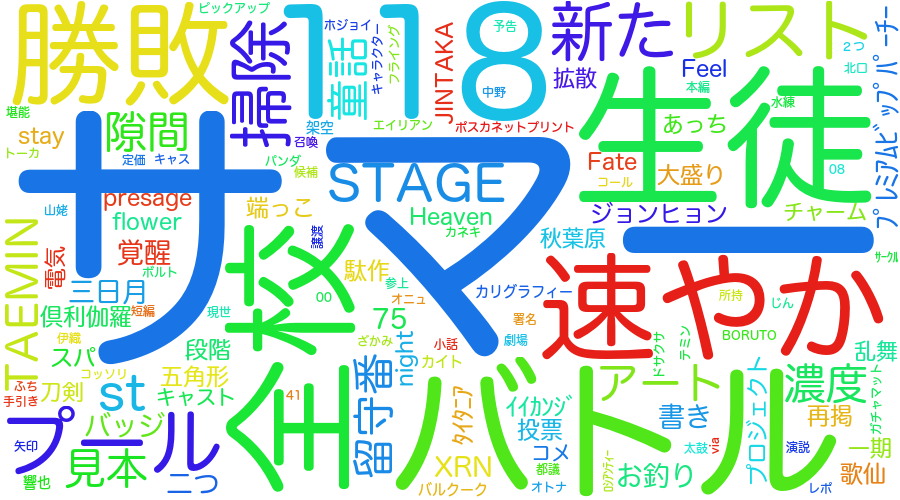 ピックアップ
予告
勝敗
掃除
童話
ホジョイ
キャラクター
フライング
118
JINTAKA
中野
新た
リスト
Feel
拡散
本編
2つ
北口
プレミアムビップパーチー
堪能
stay
トーカ
隙間
定価
キャス
架空
召喚
エイリアン
ポスカネットプリント
生徒
あっち
水練
サマー
パンダ
候補
STAGE
Fate
コール
大盛り
08
presage
山姥
flower
端っこ
譲渡
Heaven
カネキ
ジョンヒョン
チャーム
TAEMIN
電気
覚醒
ボルト
全校
駄作
参上
秋葉原
サークル
三日月
短編
現世
00
オニュ
カリグラフィー
速やか
所持
じん
倶利伽羅
伊織
ざかみ
75
night
署名
劇場
BORUTO
スパ
段階
小話
カイト
ドサクサ
テミン
乱舞
コッソリ
五角形
留守番
バトル
アート
濃度
ガチャマット
ふち
手引き
刀剣
st
キャスト
41
タイタニア
イイカンジ
投票
書き
プロジェクト
再掲
プール
バッジ
矢印
見本
コメ
都議
太鼓
via
演説
一期
響也
二つ
XRN
バルクーク
オトナ
ロシアンティー
お釣り
レポ
歌仙